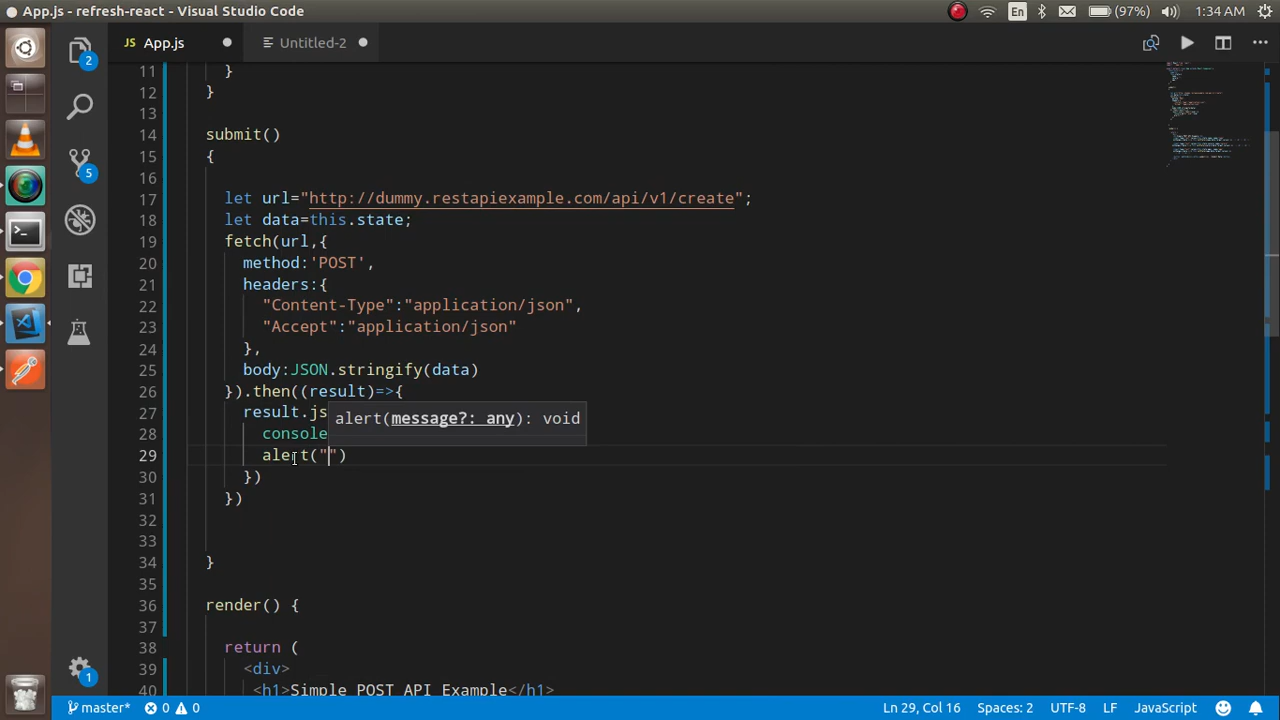 App.js - refresh-react - Visual Studio Code
En
(97%)
1:34 AM
2
JS App.js
Untitled-2
11 }
12 }
13
14 submit()
15 {
16
17 let url="http://dummy.restapiexample.com/api/v1/create";
18 let data=this.state;
19 fetch(url,{
20 method:'POST',
21 headers:{
22 "Content-Type":"application/json",
23 "Accept":"application/json"
24 },
25 body:JSON.stringify(data)
26 }).then((result)=>{
27 result.js
alert(message?: any): void
28 console
29 alert("")
30 })
31 })
32
33
34 }
35
36 render() {
37
38 return (
39 <div>
40 <h1>Simple POST API Example</h1>
5
1
master*
0
0
Ln 29, Col 16
Spaces: 2
UTF-8
LF
JavaScript